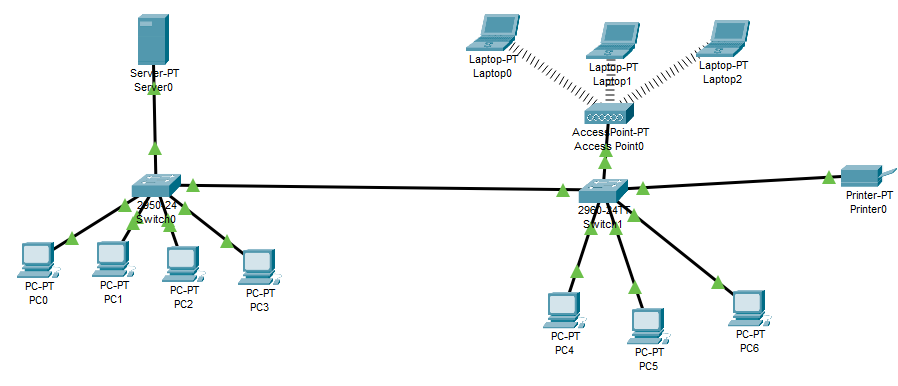 Server-PT
Server0
Laptop-PT
Laptop0
Laptop-PT
Laptop1
Laptop-PT
Laptop2
AccessPoint-PT
Access Point0
2950-24
Switch0
2960-24TT
Switch1
Printer-PT
Printer0
PC-PT
PC0
PC-PT
PC1
PC-PT
PC2
PC-PT
PC3
PC-PT
PC4
PC-PT
PC5
PC-PT
PC6